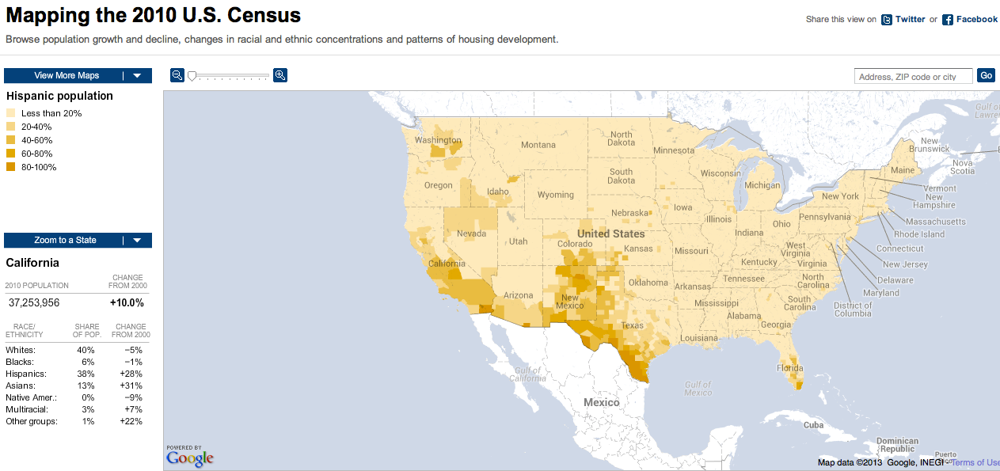 Mapping the 2010 U.S. Census
Share this view on Twitter or Facebook
Browse population growth and decline, changes in racial and ethnic concentrations and patterns of housing development.
View More Maps
Address, ZIP code or city
Go
Hispanic population
Less than 20%
20-40%
40-60%
60-80%
80-100%
Zoom to a State
California
2010 POPULATION
CHANGE
FROM 2000
37,253,956
+10.0%
RACE/
ETHNICITY
SHARE
OF POP.
CHANGE
FROM 2000
Whites: 40% −5%
Blacks: 6% −1%
Hispanics: 38% +28%
Asians: 13% +31%
Native Amer.: 0% −9%
Multiracial: 3% +7%
Other groups: 1% +22%
Gulf of
Washington
Montana
North
Dakota
Minnesota
New
Brunswick
Nova
Scotia
Maine
Oregon
Idaho
Wyoming
South
Dakota
Wisconsin
Michigan
New York
Vermont
New
Hampshire
Massachusetts
Rhode Island
Connecticut
New Jersey
Delaware
Maryland
District of
Columbia
Nevada
Utah
Colorado
United States
Nebraska
Iowa
Illinois
Indiana
Ohio
Pennsylvania
Kansas
Missouri
West
Virginia
Virginia
Kentucky
California
Arizona
New
Mexico
Oklahoma
Arkansas
Tennessee
North
Carolina
South
Carolina
Mississippi
Alabama
Georgia
Texas
Louisiana
Florida
Gulf of
California
Gulf of
Mexico
Mexico
Cuba
Dominican
Republic
Puerto
POWERED BY
Google
Map data ©2013 Google, INEGI - Terms of Use